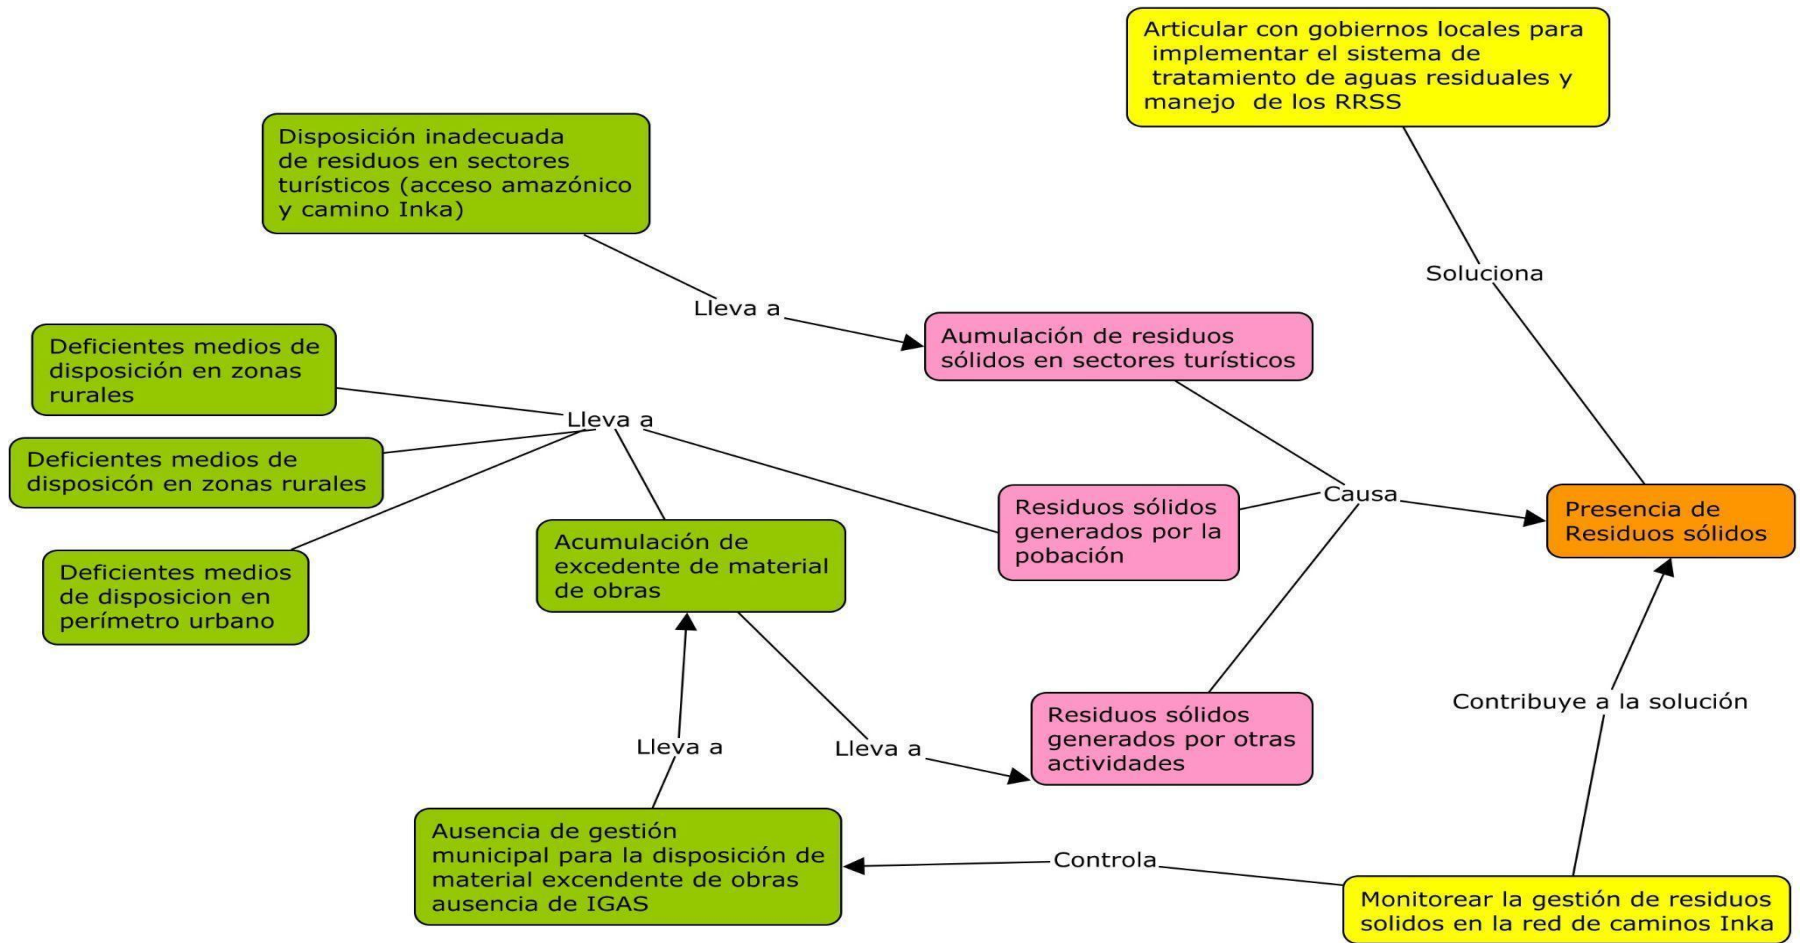 Articular con gobiernos locales para
implementar el sistema de
tratamiento de aguas residuales y
manejo de los RRSS
Disposición inadecuada
de residuos en sectores
turísticos (acceso amazónico
y camino Inka)
Soluciona
Lleva a
Aumulación de residuos
sólidos en sectores turísticos
Deficientes medios de
disposición en zonas
rurales
Lleva a
Deficientes medios de
disposicón en zonas rurales
Causa
Residuos sólidos
generados por la
pobación
Presencia de
Residuos sólidos
Acumulación de
excedente de material
de obras
Deficientes medios
de disposicion en
perímetro urbano
Residuos sólidos
generados por otras
actividades
Contribuye a la solución
Lleva a
Lleva a
Ausencia de gestión
municipal para la disposición de
material excendente de obras
ausencia de IGAS
Controla
Monitorear la gestión de residuos
solidos en la red de caminos Inka